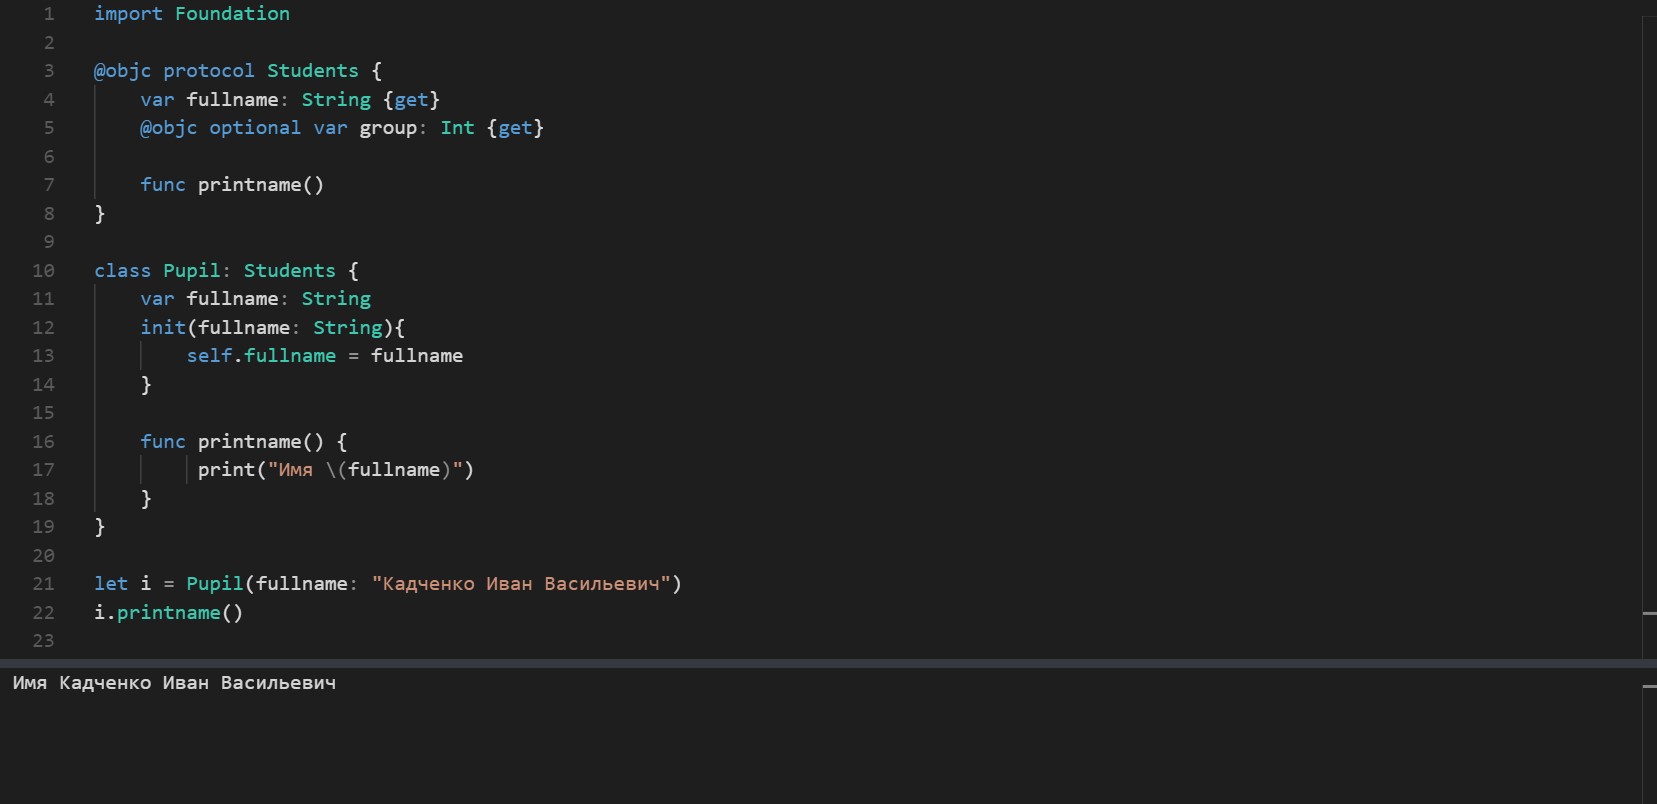 1 import Foundation
2
3 @objc protocol Students {
4 var fullname: String {get}
5 @objc optional var group: Int {get}
6
7 func printname()
8 }
9
10 class Pupil: Students {
11 var fullname: String
12 init(fullname: String){
13 self.fullname = fullname
14 }
15
16 func printname() {
17 print("Имя \(fullname)")
18 }
19 }
20
21 let i = Pupil(fullname: "Кадченко Иван Васильевич")
22 i.printname()
23
Имя Кадченко Иван Васильевич